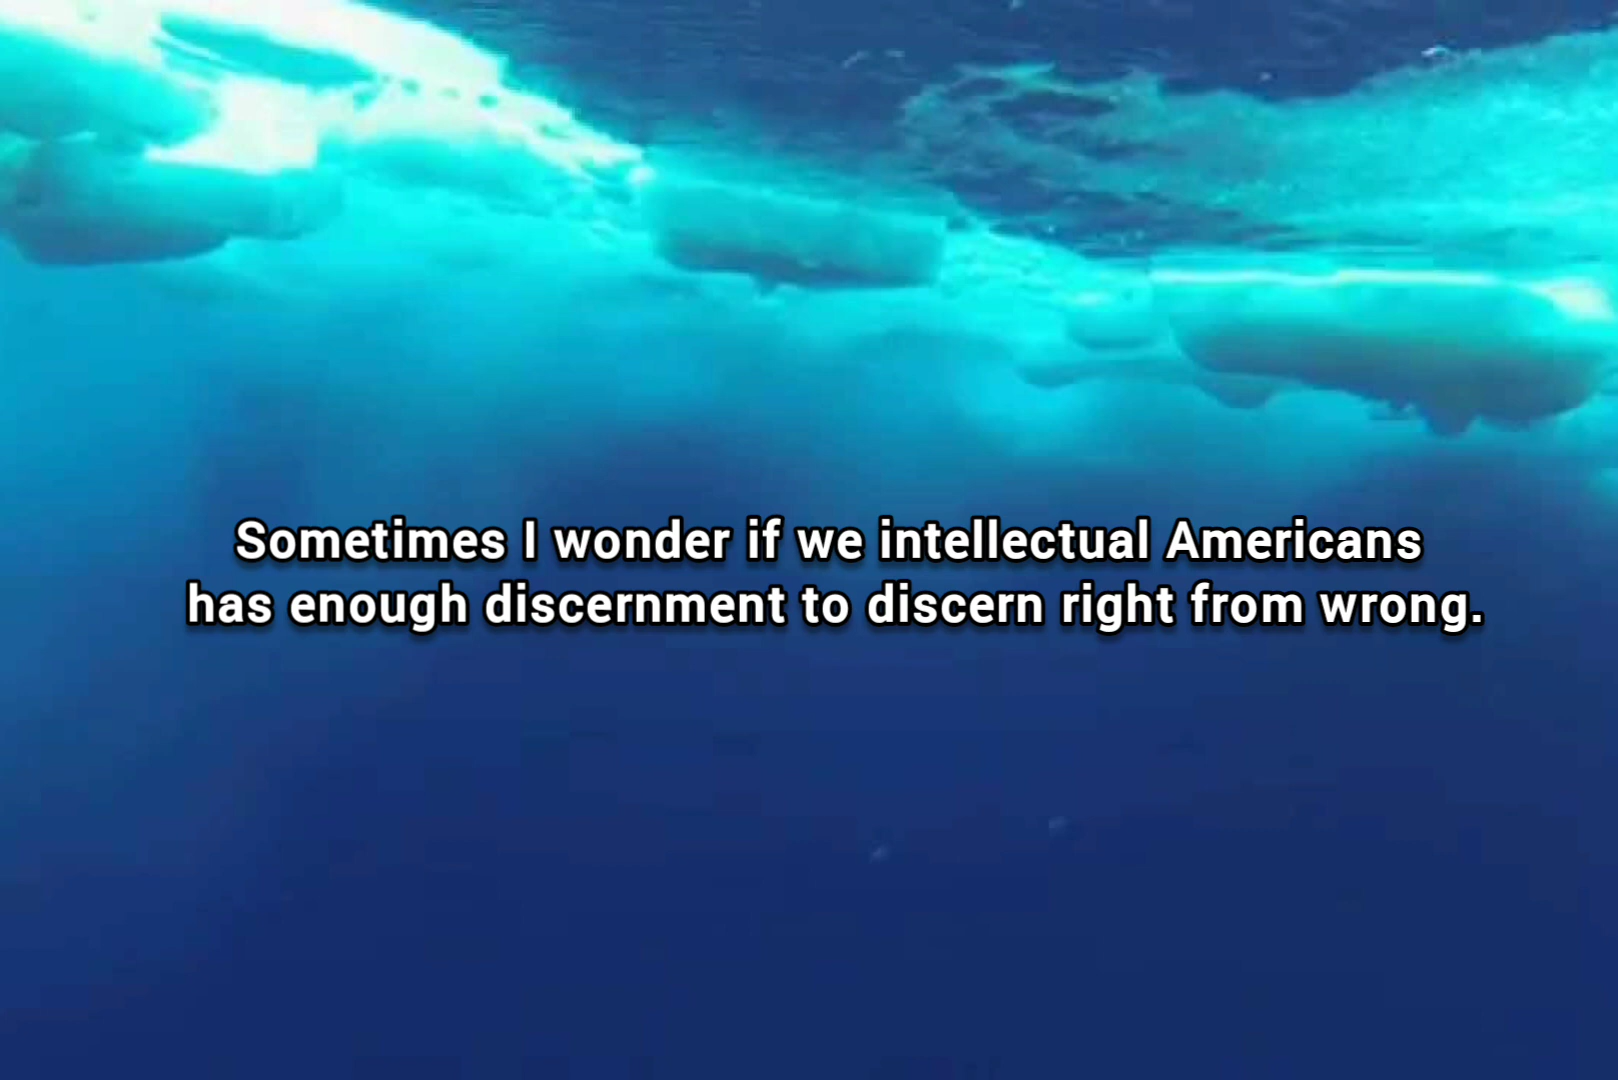 Sometimes I wonder if we intellectual Americans
has enough discernment to discern right from wrong.